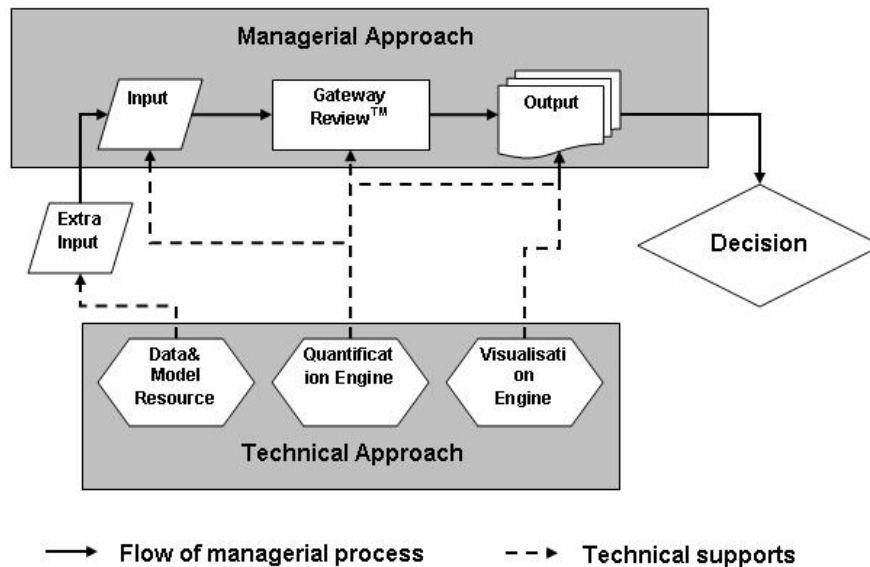 Managerial Approach
Input
Gateway
Review™
Output
Extra
Input
Decision
Data&
Model
Resource
Quantificat
ion Engine
Visualisati
on
Engine
Technical Approach
Flow of managerial process
Technical supports